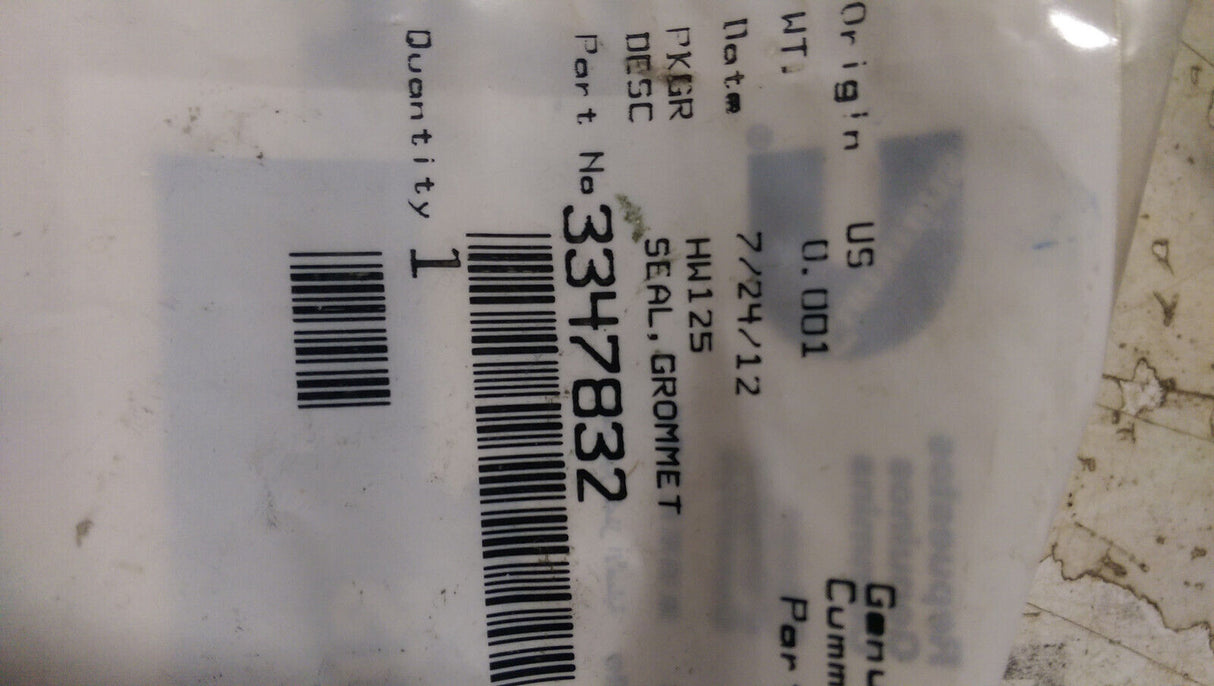 Origin US
WT. 0.001
Date 7/24/12
PKGR HW125
DESC SEAL, GROMMET
Part No 3347832
Quantity 1
Genu
Cumm
Par